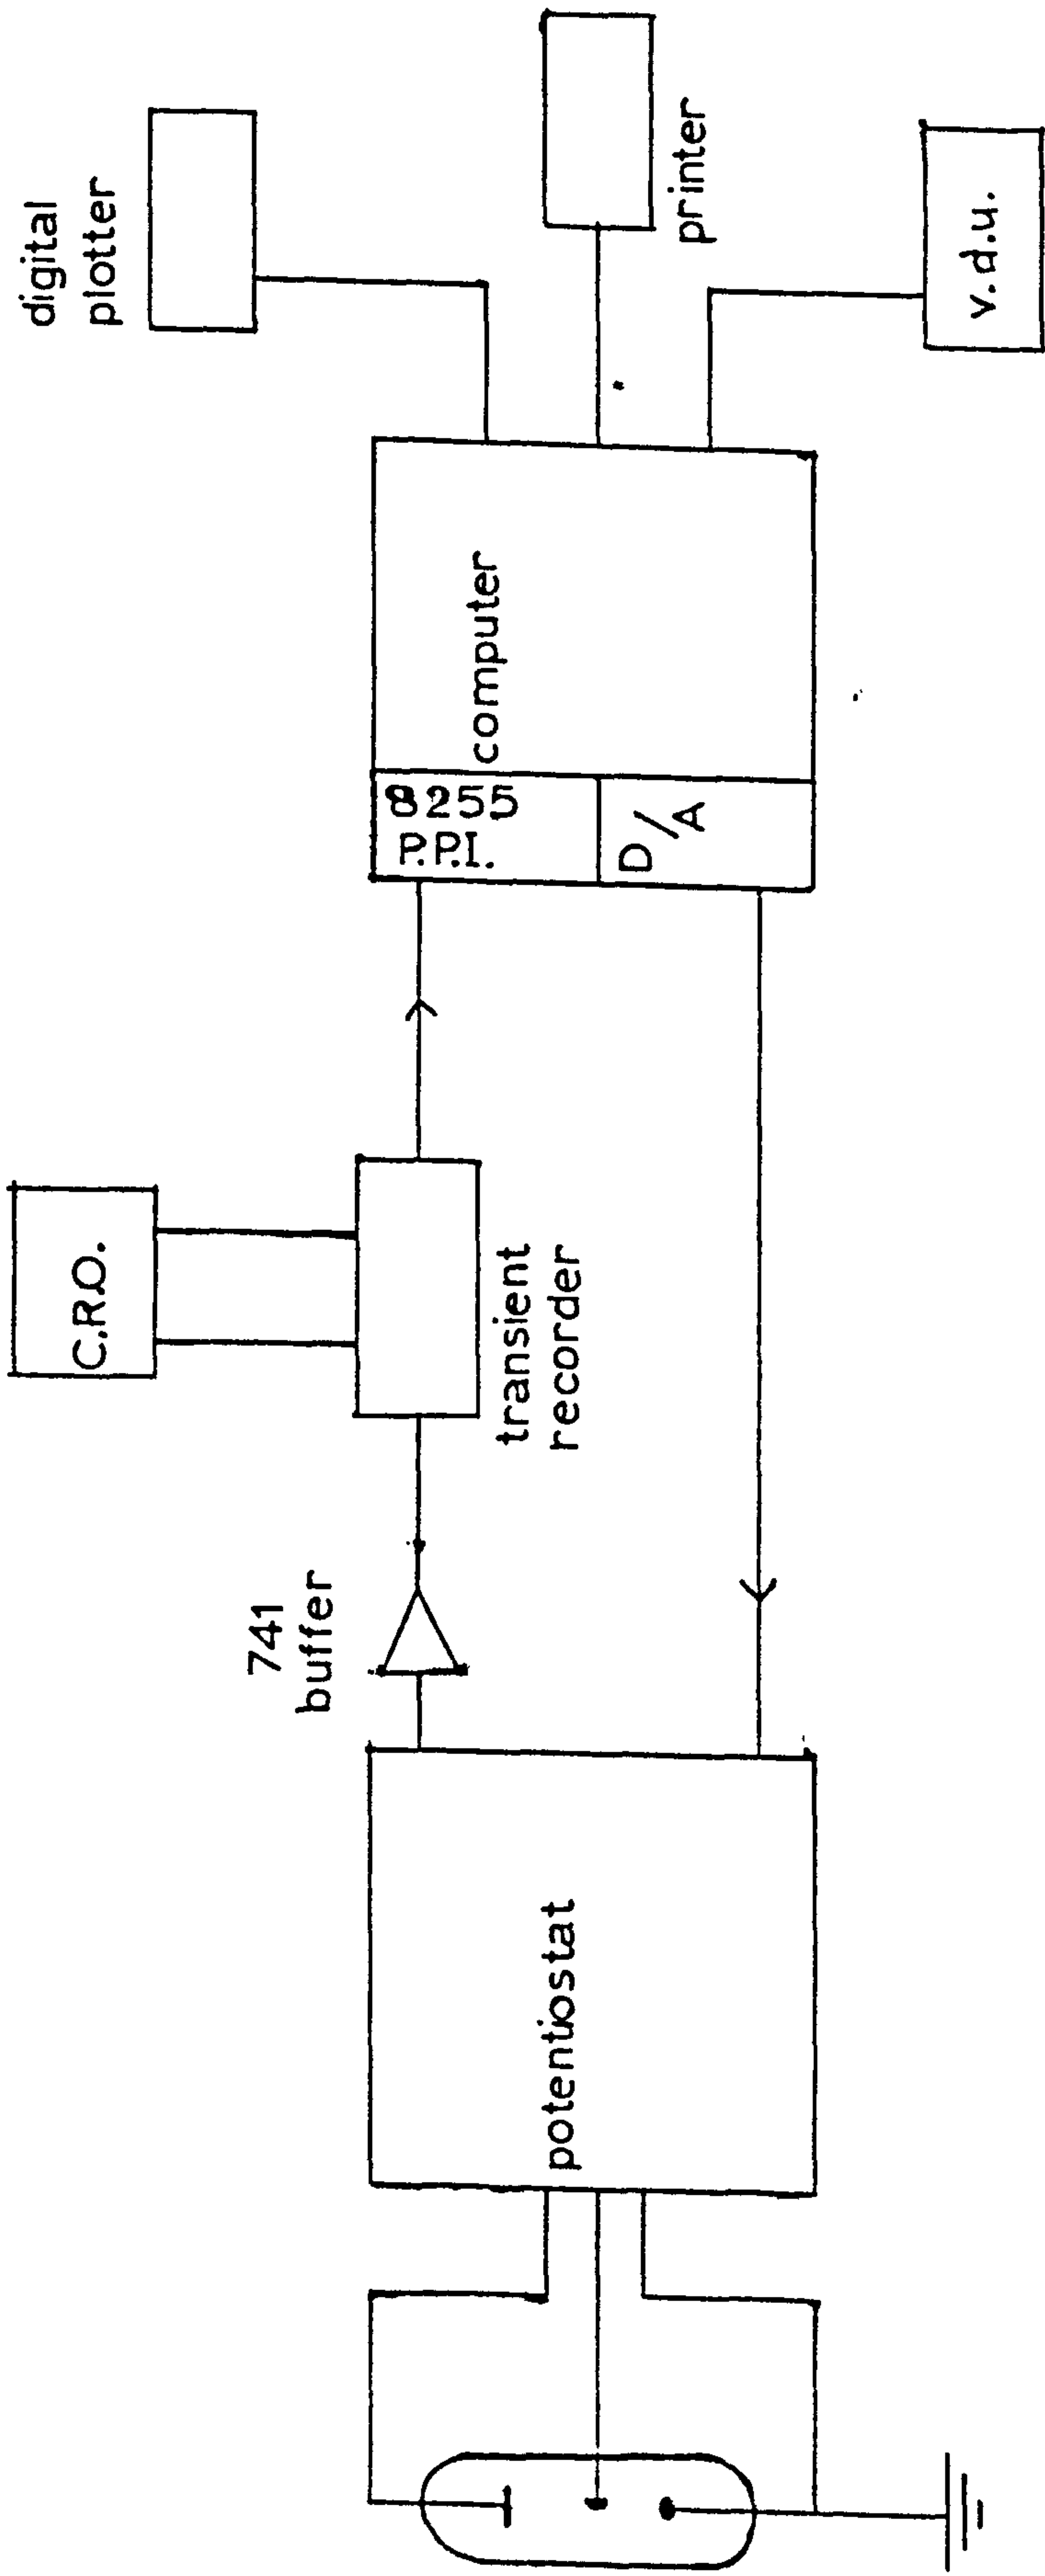 digital
plotter
printer
v.d.u.
computer
8255
P.P.I.
D/A
C.R.O.
transient
recorder
741
buffer
potentiostat